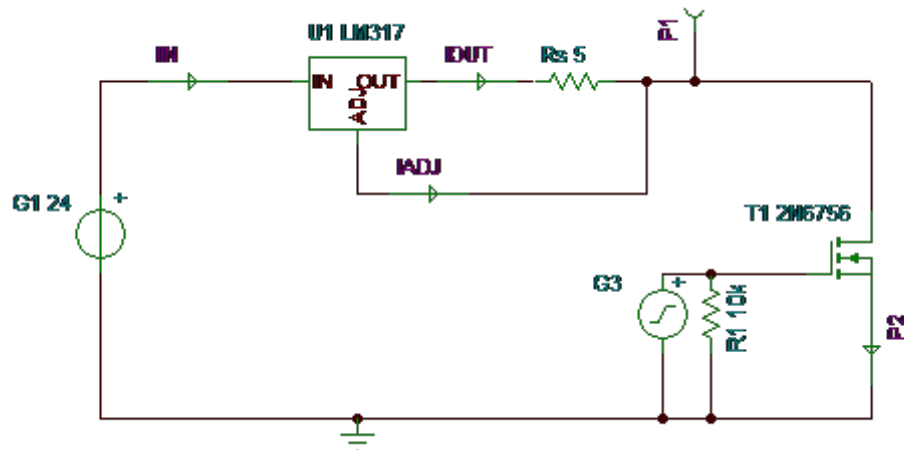 U1 LM317
IIN
IOUT
Rs 5
P1
IN
OUT
ADJ
IADJ
G1 24
+
T1 2N6756
G3
+
R1 10k
P2